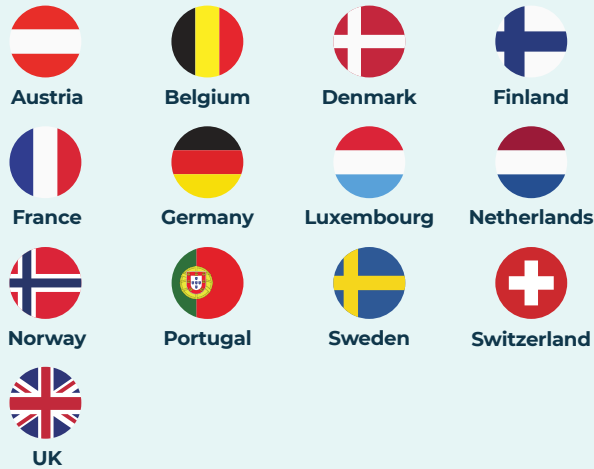 Austria Belgium Denmark Finland
France Germany Luxembourg Netherlands
Norway Portugal Sweden Switzerland
UK